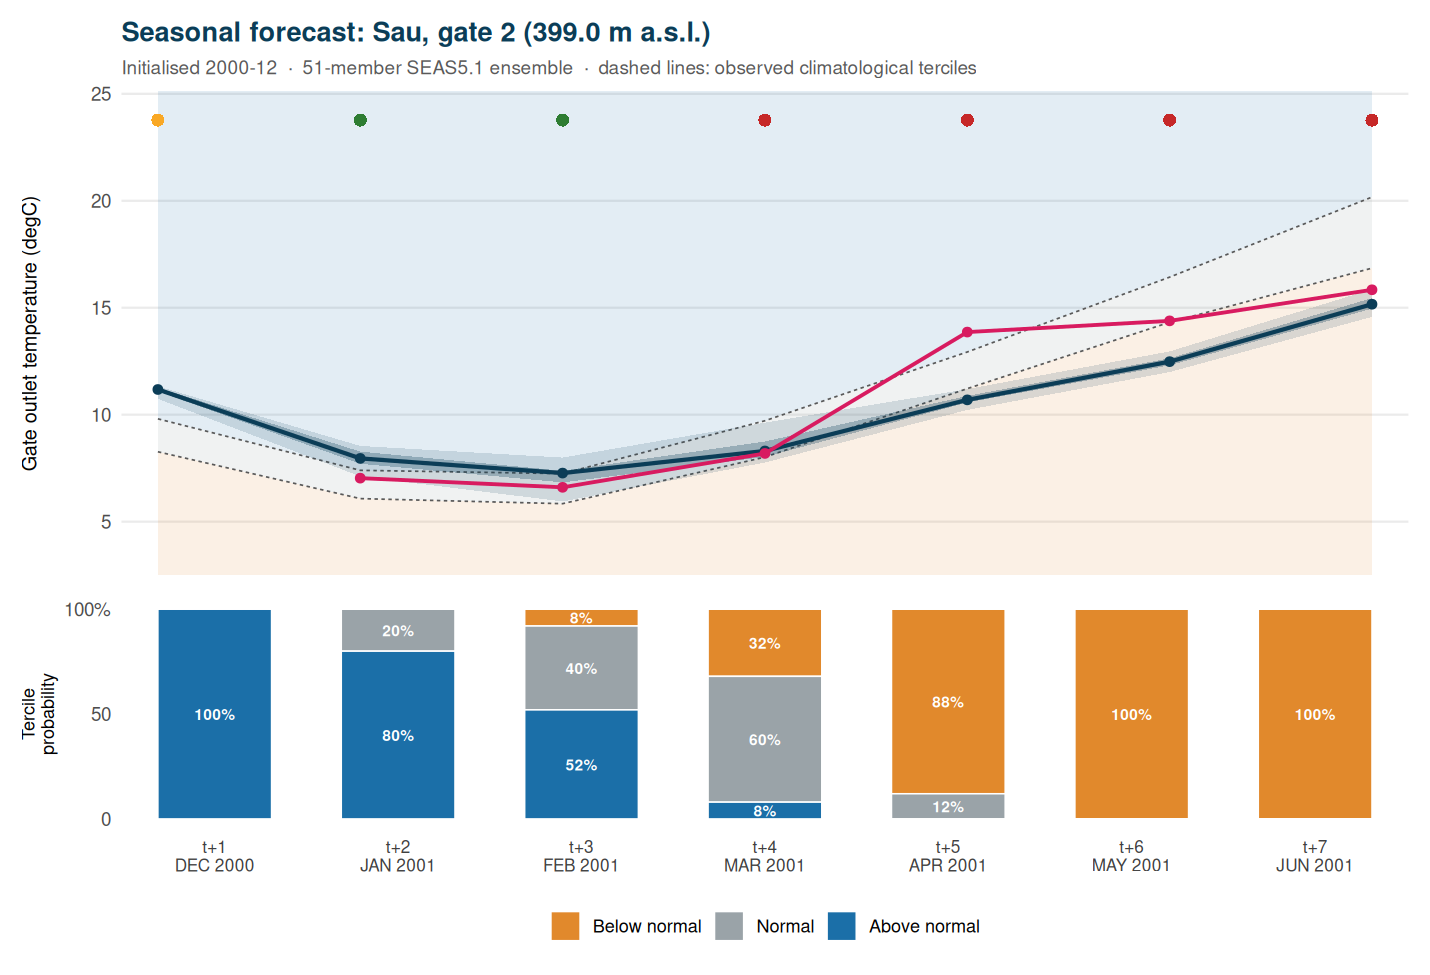 Seasonal forecast: Sau, gate 2 (399.0 m a.s.l.)
Initialised 2000-12 · 51-member SEAS5.1 ensemble · dashed lines: observed climatological terciles
Gate outlet temperature (degC)
25
20
15
10
5
Tercile
probability
100%
50
0
100%
20%
80%
8%
40%
52%
32%
60%
8%
88%
12%
100%
100%
t+1
DEC 2000
t+2
JAN 2001
t+3
FEB 2001
t+4
MAR 2001
t+5
APR 2001
t+6
MAY 2001
t+7
JUN 2001
Below normal
Normal
Above normal